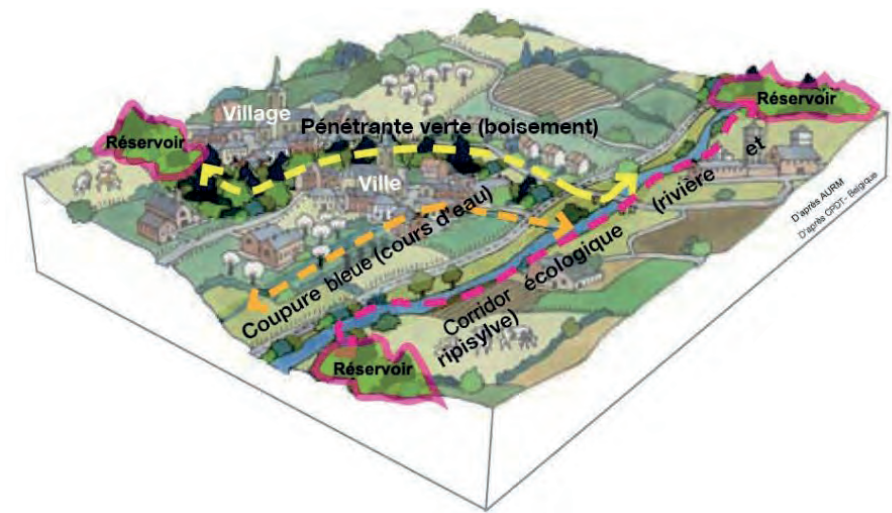 Réservoir
Village
Réservoir
Pénétrante verte (boisement)
Ville
Coupure bleue (cours d'eau)
Corridor écologique (rivière et
ripisylve)
Réservoir
D'après AURM
D'après CPDT- Belgique